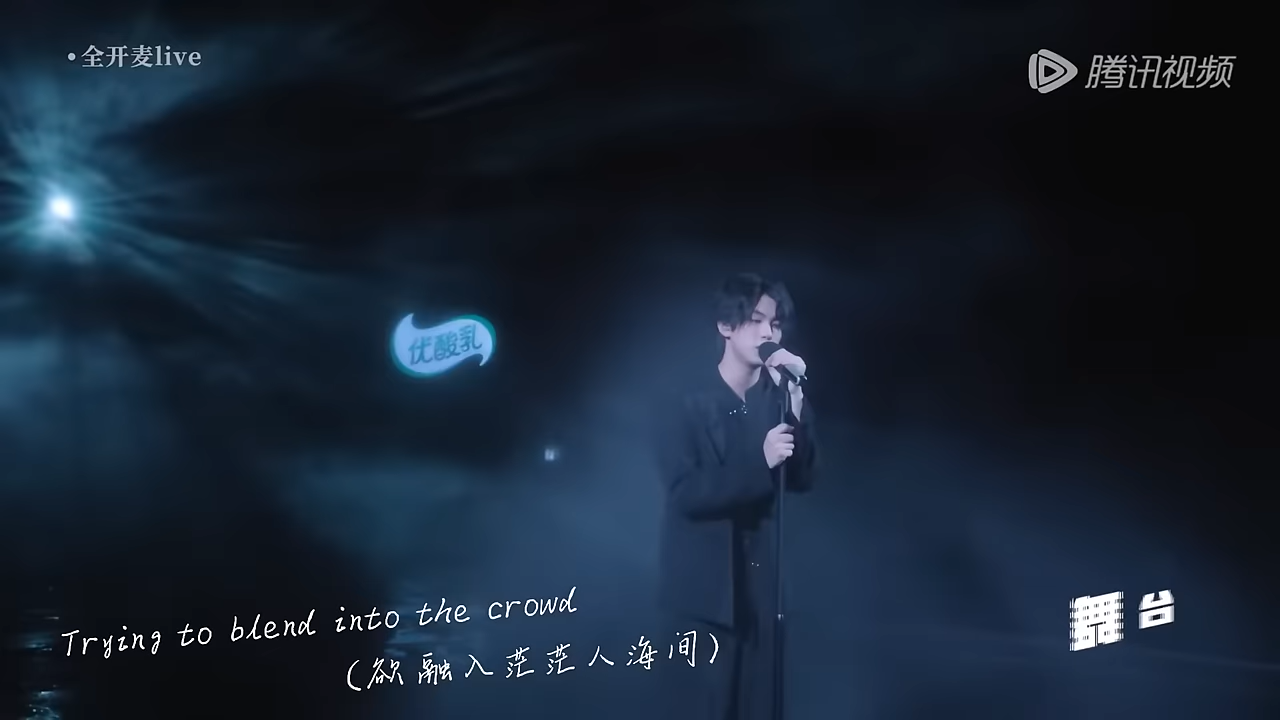 • 全开麦live
腾讯视频
优酸乳
Trying to blend into the crowd
(欲融入茫茫人海间)
舞台